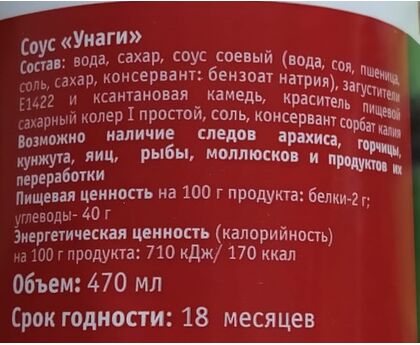 Соус «Унаги»
Состав: вода, сахар, соус соевый (вода, соя, пшеница,
соль, сахар, консервант: бензоат натрия), загустители
Е1422 и ксантановая камедь, краситель пищевой
сахарный колер I простой, соль, консервант сорбат калия
Возможно наличие следов арахиса, горчицы,
кунжута, яиц, рыбы, моллюсков и продуктов их
переработки
Пищевая ценность на 100 г продукта: белки-2 г;
углеводы- 40 г
Энергетическая ценность (калорийность)
на 100 г продукта: 710 кДж/ 170 ккал
Объем: 470 мл
Срок годности: 18 месяцев